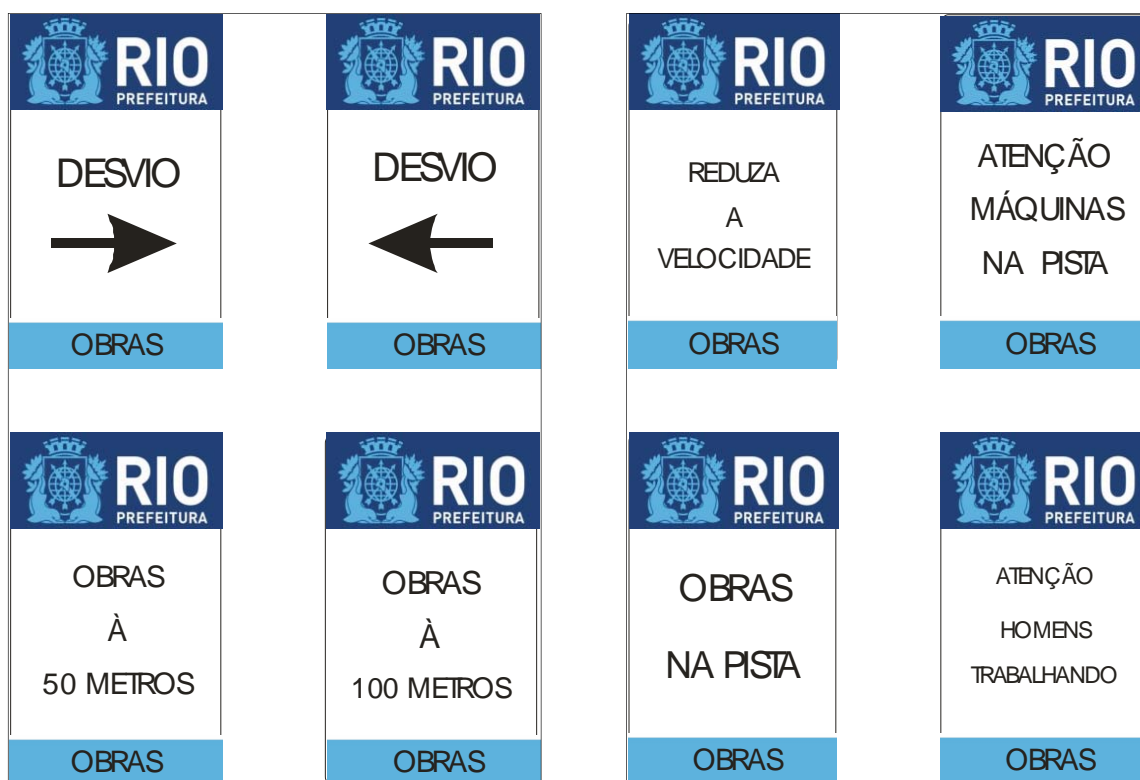 RIO
PREFEITURA
DESVIO
OBRAS
RIO
PREFEITURA
DESVIO
OBRAS
RIO
PREFEITURA
REDUZA
A
VELOCIDADE
OBRAS
RIO
PREFEITURA
ATENÇÃO
MÁQUINAS
NA PISTA
OBRAS
RIO
PREFEITURA
OBRAS
À
50 METROS
OBRAS
RIO
PREFEITURA
OBRAS
À
100 METROS
OBRAS
RIO
PREFEITURA
OBRAS
NA PISTA
OBRAS
RIO
PREFEITURA
ATENÇÃO
HOMENS
TRABALHANDO
OBRAS